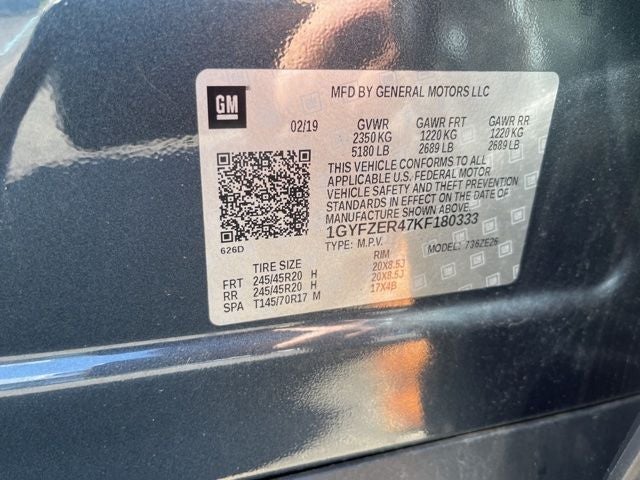 GM
MFD BY GENERAL MOTORS LLC
02/19 GVWR GAWR FRT GAWR RR
2350 KG 1220 KG 1220 KG
5180 LB 2689 LB 2689 LB
THIS VEHICLE CONFORMS TO ALL
APPLICABLE U.S. FEDERAL MOTOR
VEHICLE SAFETY AND THEFT PREVENTION
STANDARDS IN EFFECT ON THE DATE OF
MANUFACTURE SHOWN ABOVE.
1GYFZER47KF180333
626D
TYPE: M.P.V. MODEL: 736ZE26
TIRE SIZE RIM
FRT 245/45R20 H 20X8.5J
RR 245/45R20 H 20X8.5J
SPA T145/70R17 M 17X4B